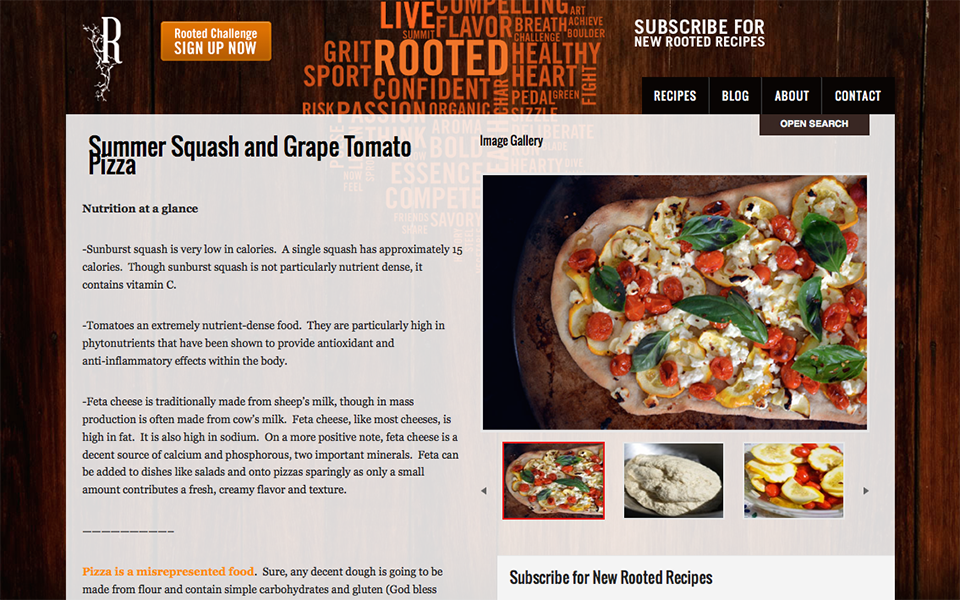 R
Rooted Challenge
SIGN UP NOW
LIVE
COMPELLING
ART
SUMMIT
FLAVOR
BREATH
ACHIEVE
CHALLENGE
BOULDER
GRIT
ROOTED
HEALTHY
SPORT
HEART
CONFIDENT
CHAR
PEDAL
GREEN
FIGHT
RISK
PASSION
ORGANIC
SIZZLE
THINK
AROMA
DELIBERATE
BOLD
RUN
BLADE
HEARTY
DIVE
NOW
FEEL
ESSENCE
COMPETE
FRIENDS
SAVORY
SHARE
SUBSCRIBE FOR
NEW ROOTED RECIPES
RECIPES
BLOG
ABOUT
CONTACT
OPEN SEARCH
Summer Squash and Grape Tomato
Pizza
Nutrition at a glance
-Sunburst squash is very low in calories.  A single squash has approximately 15
calories.  Though sunburst squash is not particularly nutrient dense, it
contains vitamin C.
-Tomatoes an extremely nutrient-dense food.  They are particularly high in
phytonutrients that have been shown to provide antioxidant and
anti-inflammatory effects within the body.
-Feta cheese is traditionally made from sheep's milk, though in mass
production is often made from cow's milk.  Feta cheese, like most cheeses, is
high in fat.  It is also high in sodium.  On a more positive note, feta cheese is a
decent source of calcium and phosphorous, two important minerals.  Feta can
be added to dishes like salads and onto pizzas sparingly as only a small
amount contributes a fresh, creamy flavor and texture.
——————————–
Pizza is a misrepresented food.  Sure, any decent dough is going to be
made from flour and contain simple carbohydrates and gluten (God bless
Image Gallery
Subscribe for New Rooted Recipes